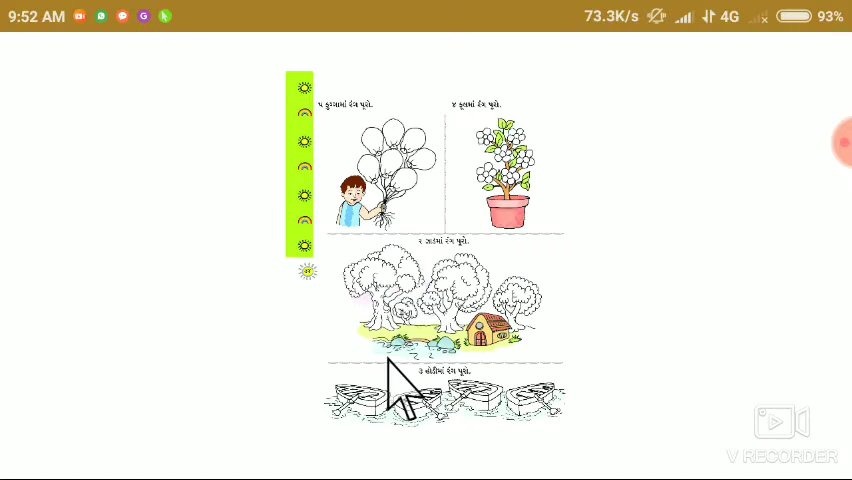 9:52 AM 73.3K/s 4G 93%
૫ ફુગ્ગામાં રંગ પૂરો.
૪ ફૂલમાં રંગ પૂરો.
૨ ઝાડમાં રંગ પૂરો.
૩ હોડીમાં રંગ પૂરો.
V RECORDER